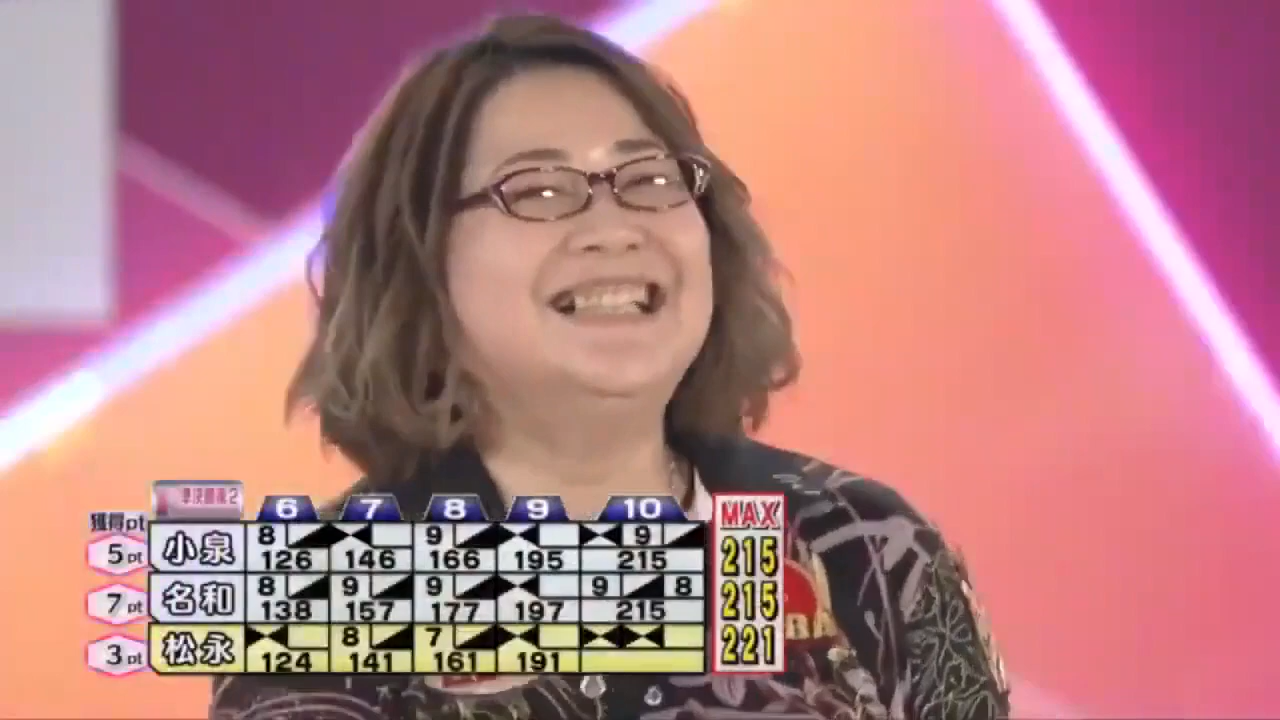 準決勝
6 7 8 9 10 MAX
獲得pt
5pt 小泉 8 9 9 215
126 146 166 195 215
7pt 名和 8 9 9 9 8 215
138 157 177 197 215
3pt 松永 8 7 221
124 141 161 191